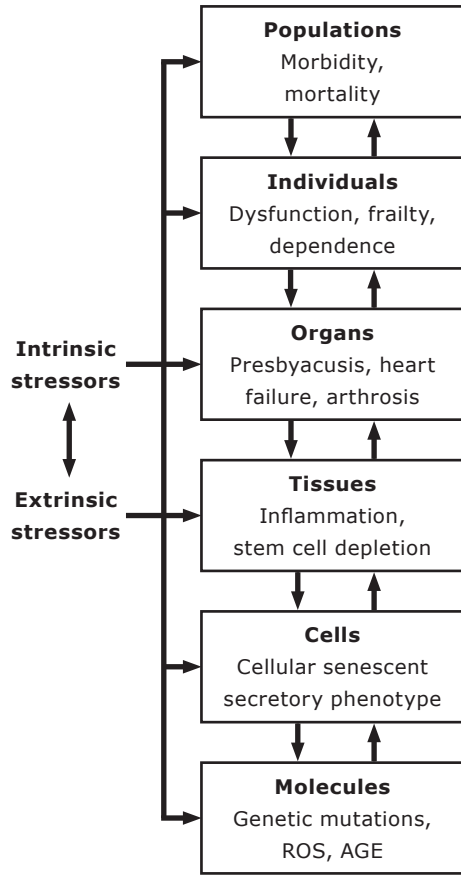 Populations
Morbidity,
mortality
Individuals
Dysfunction, frailty,
dependence
Intrinsic
stressors
Organs
Presbyacusis, heart
failure, arthrosis
Extrinsic
stressors
Tissues
Inflammation,
stem cell depletion
Cells
Cellular senescent
secretory phenotype
Molecules
Genetic mutations,
ROS, AGE